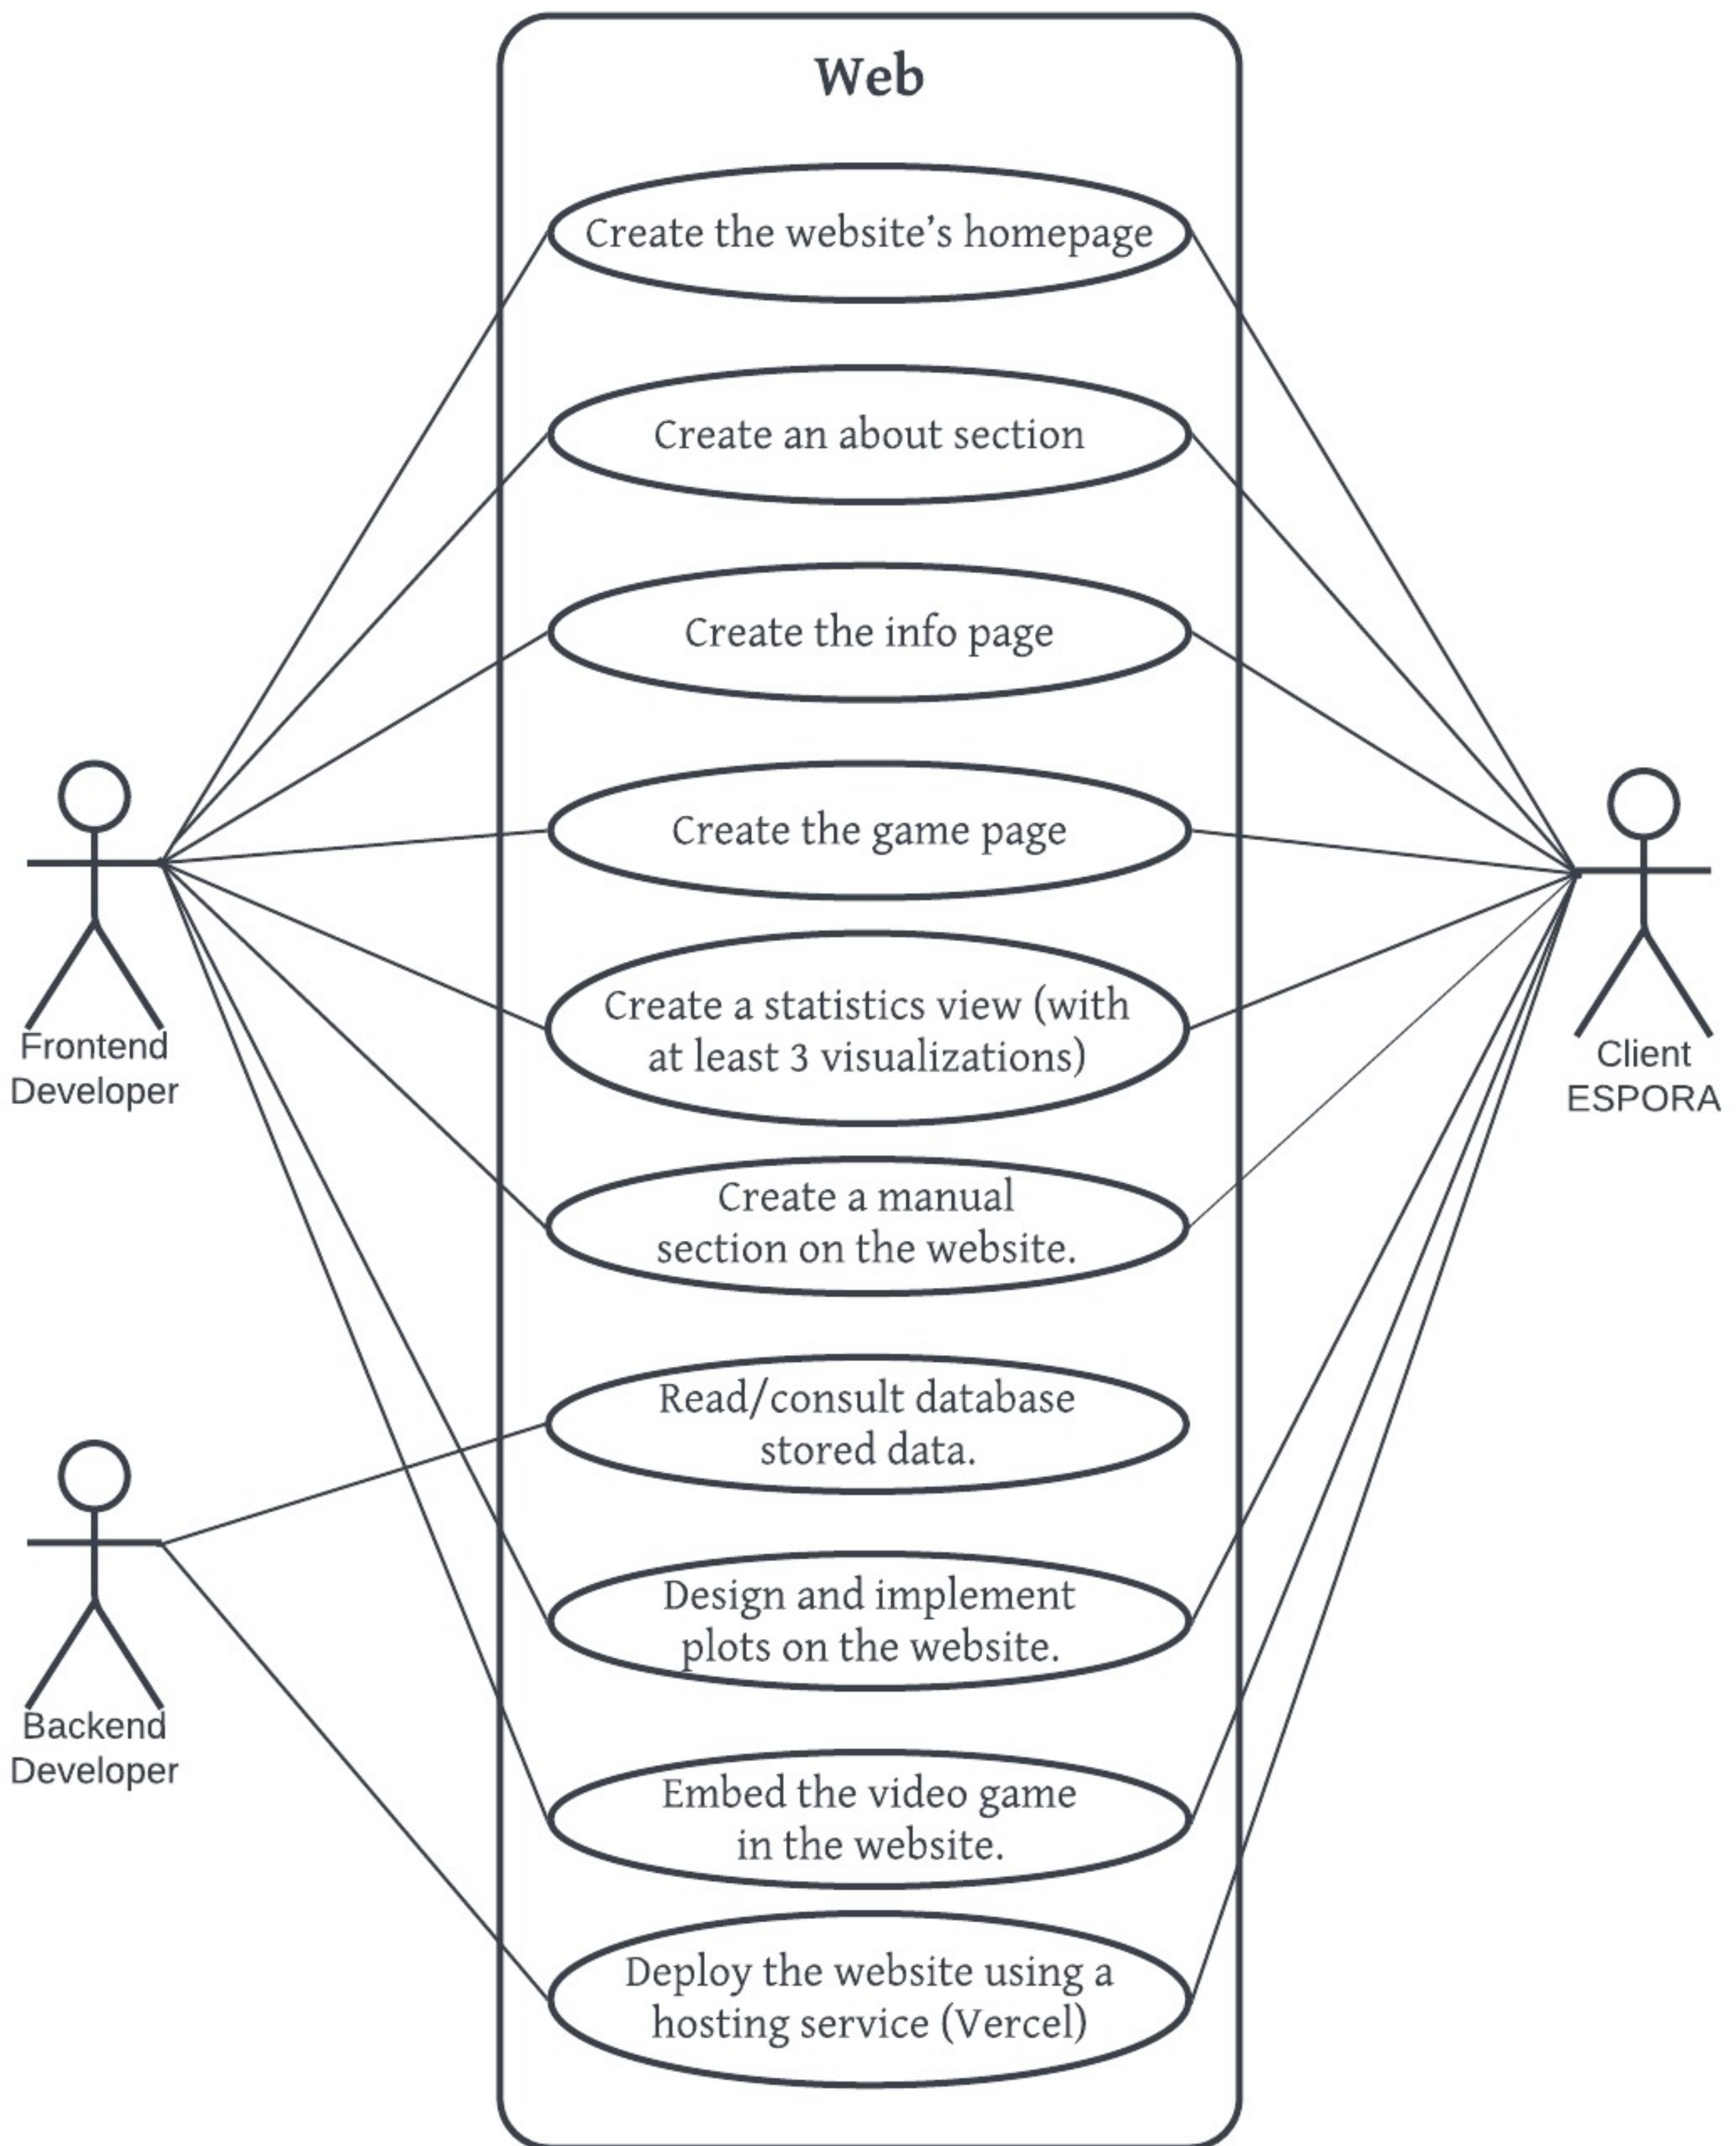 Web
Create the website’s homepage
Create an about section
Create the info page
Create the game page
Create a statistics view (with
at least 3 visualizations)
Create a manual
section on the website.
Read/consult database
stored data.
Design and implement
plots on the website.
Embed the video game
in the website.
Deploy the website using a
hosting service (Vercel)
Frontend
Developer
Backend
Developer
Client
ESPORA